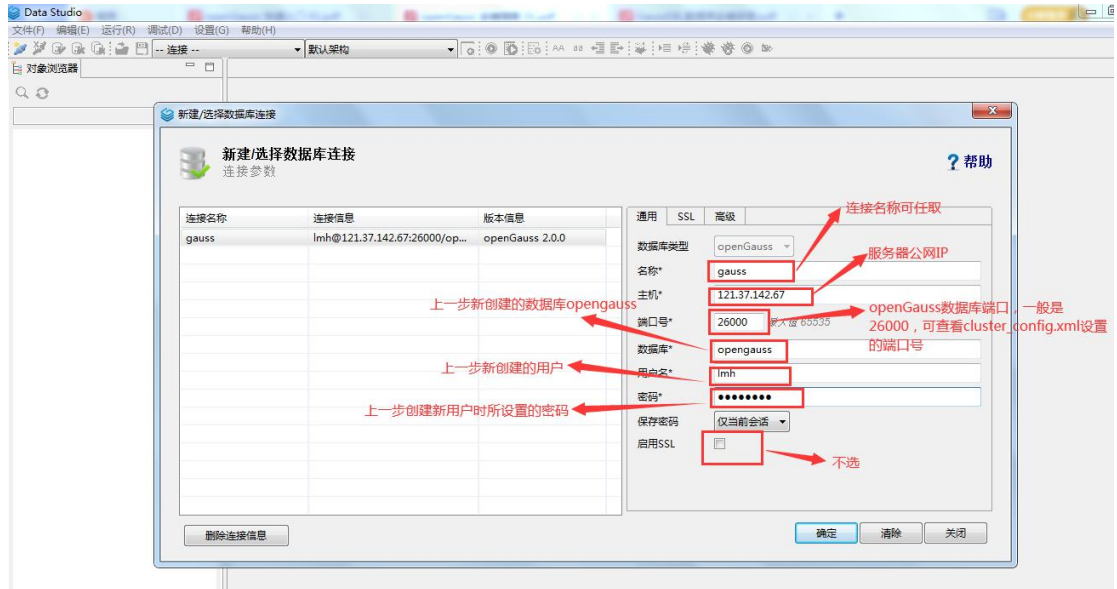 Data Studio
文件(F) 编辑(E) 运行(R) 调试(D) 设置(G) 帮助(H)
-- 连接 --
默认架构
对象浏览器
新建/选择数据库连接
新建/选择数据库连接
连接参数
帮助
连接名称 连接信息 版本信息
gauss lmh@121.37.142.67:26000/op... openGauss 2.0.0
通用 SSL 高级
连接名称可任取
数据库类型 openGauss
服务器公网IP
名称* gauss
主机* 121.37.142.67
上一步新创建的数据库opengauss
openGauss数据库端口，一般是
26000，可查看cluster_config.xml设置
的端口号
端口号* 26000 最大值 65535
数据库* opengauss
上一步新创建的用户
用户名* lmh
密码* ●●●●●●●●
上一步创建新用户时所设置的密码
保存密码 仅当前会话
启用SSL
不选
删除连接信息
确定 清除 关闭